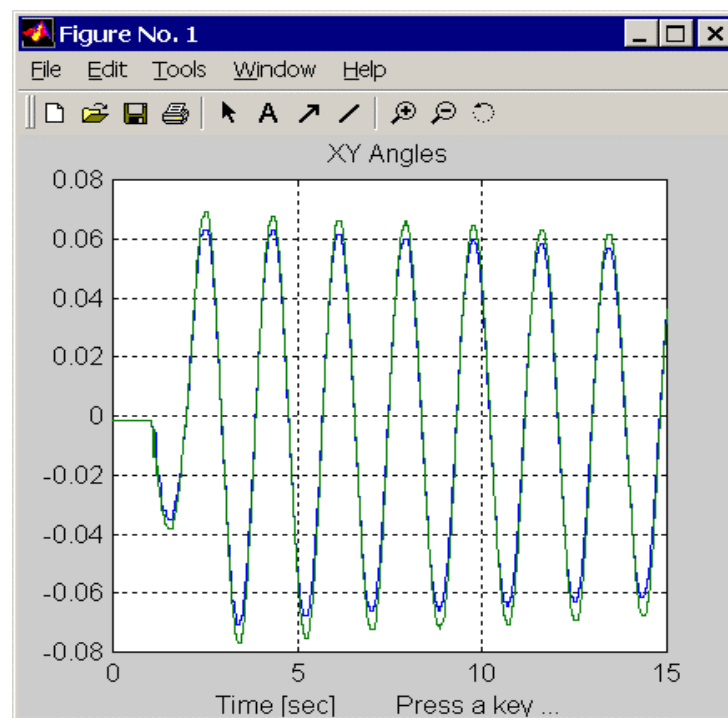 Figure No. 1
File Edit Tools Window Help
A
XY Angles
0.08
0.06
0.04
0.02
0
-0.02
-0.04
-0.06
-0.08
0 5 10 15
Time [sec] Press a key ...